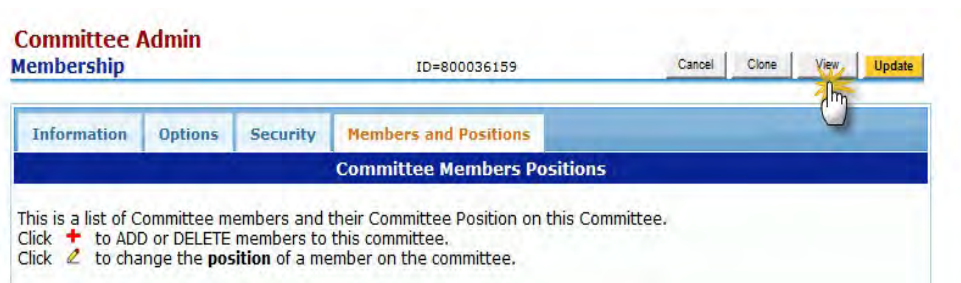 Committee Admin
Membership ID=800036159 Cancel Clone View Update
Information Options Security Members and Positions
Committee Members Positions
This is a list of Committee members and their Committee Position on this Committee.
Click to ADD or DELETE members to this committee.
Click to change the position of a member on the committee.